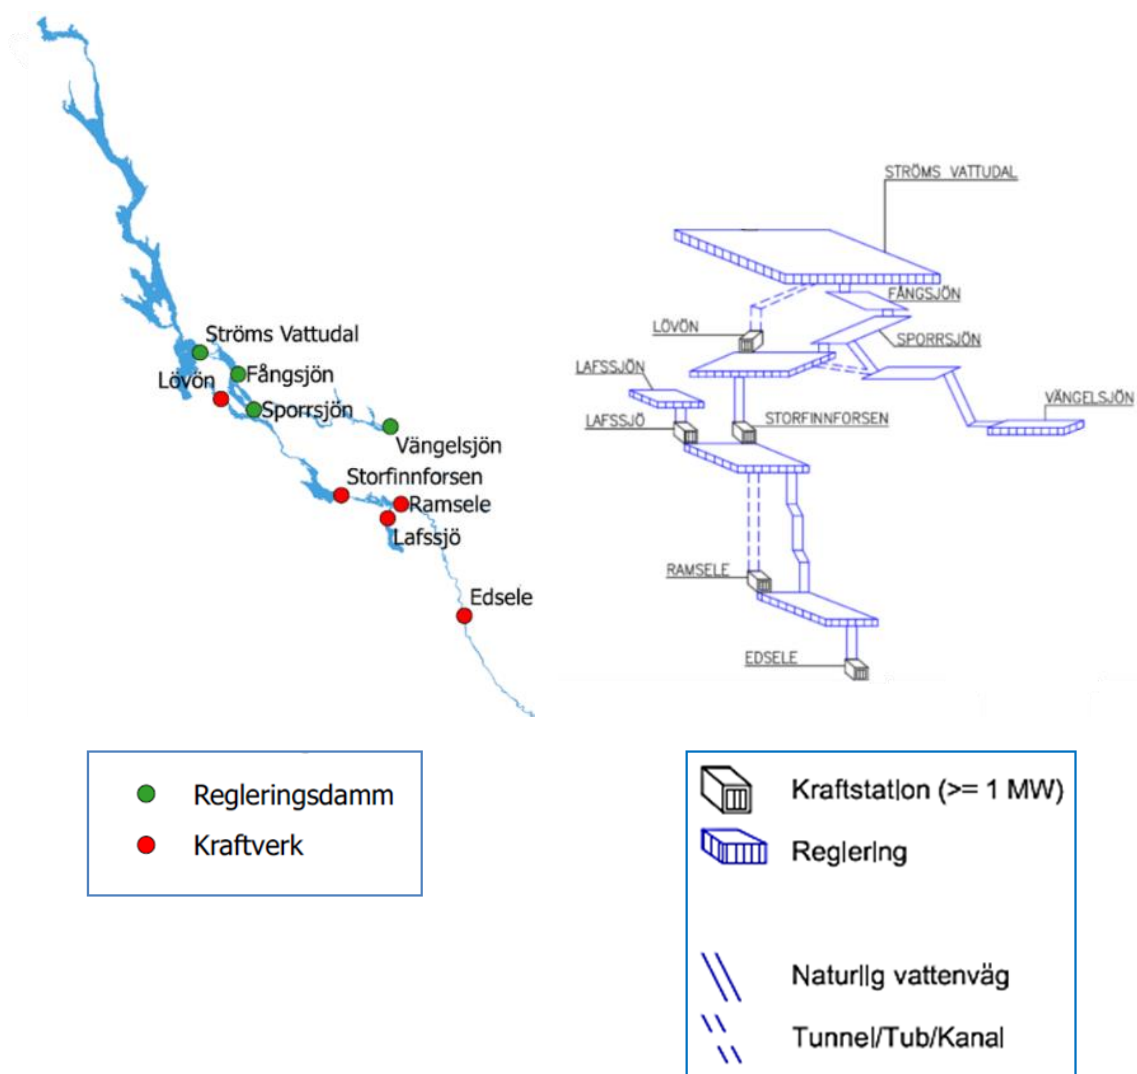 Ströms Vattudal
Fångsjön
Lövön
Sporrsjön
Vängelsjön
Storfinnforsen
Ramsele
Lafssjö
Edsele
STRÖMS VATTUDAL
FÅNGSJÖN
LÖVÖN
SPORRSJÖN
LAFSSJÖN
VÄNGELSJÖN
LAFSSJÖ
STORFINNFORSEN
RAMSELE
EDSELE
Regleringsdamm
Kraftverk
Kraftstation (>= 1 MW)
Reglering
Naturlig vattenväg
Tunnel/Tub/Kanal